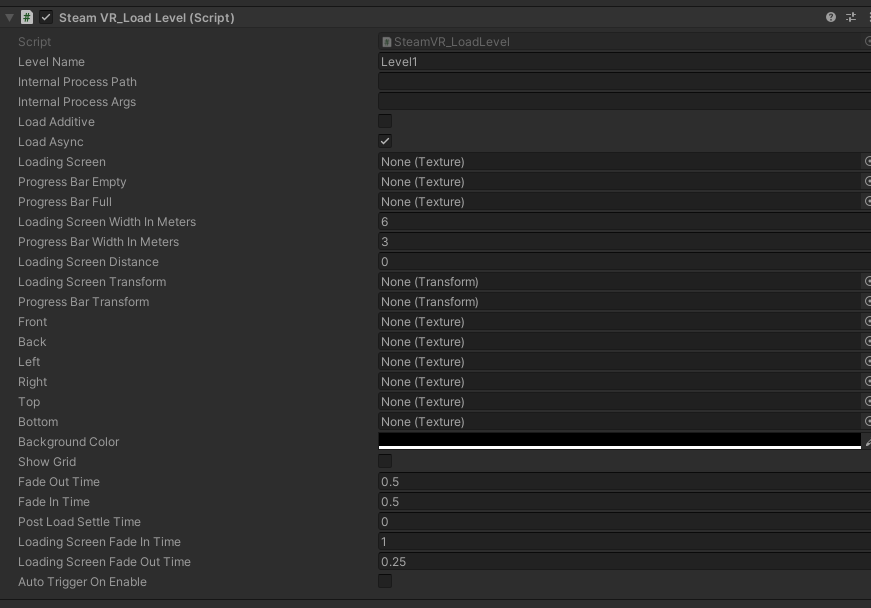 Steam VR_Load Level (Script)
Script SteamVR_LoadLevel
Level Name Level1
Internal Process Path
Internal Process Args
Load Additive
Load Async
Loading Screen None (Texture)
Progress Bar Empty None (Texture)
Progress Bar Full None (Texture)
Loading Screen Width In Meters 6
Progress Bar Width In Meters 3
Loading Screen Distance 0
Loading Screen Transform None (Transform)
Progress Bar Transform None (Transform)
Front None (Texture)
Back None (Texture)
Left None (Texture)
Right None (Texture)
Top None (Texture)
Bottom None (Texture)
Background Color
Show Grid
Fade Out Time 0.5
Fade In Time 0.5
Post Load Settle Time 0
Loading Screen Fade In Time 1
Loading Screen Fade Out Time 0.25
Auto Trigger On Enable